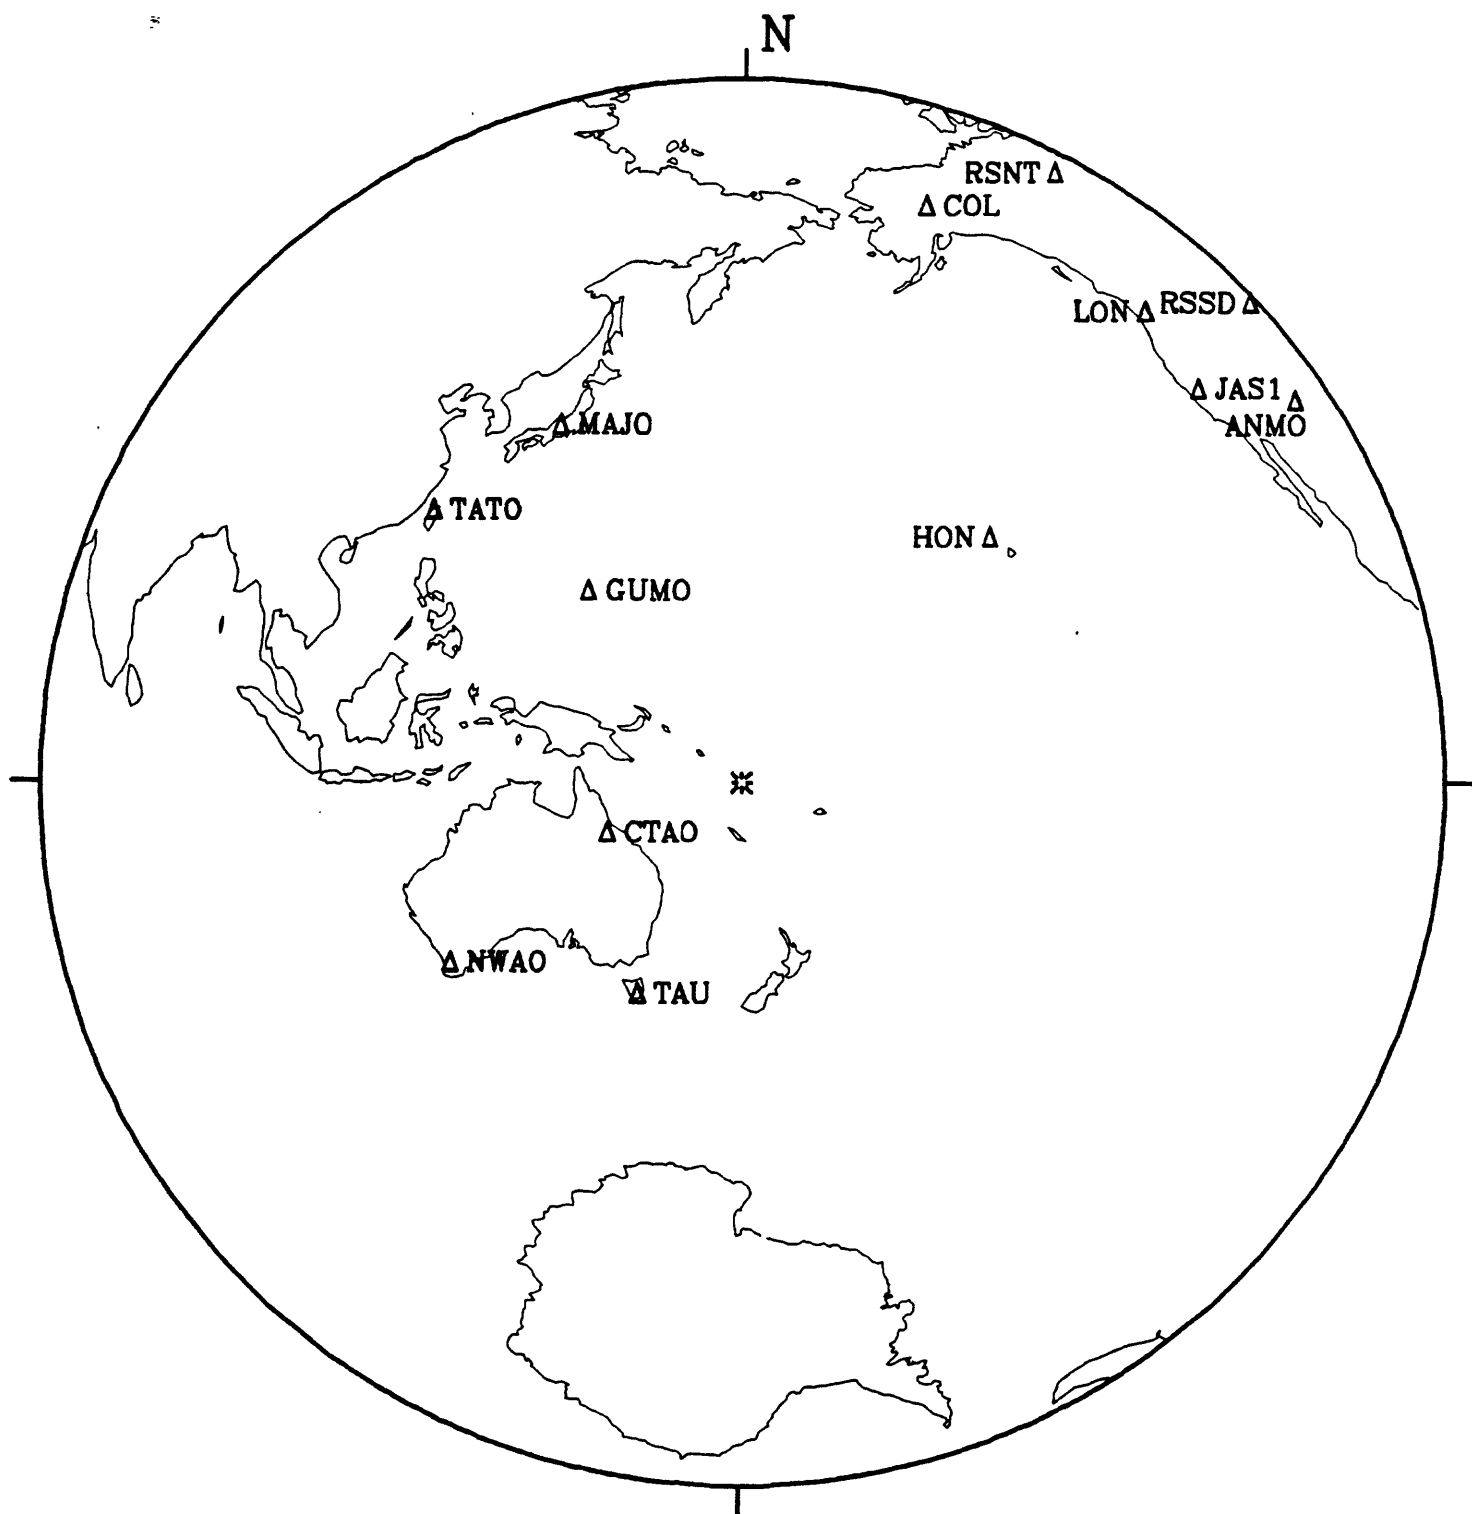 N
RSNT
COL
LON
RSSD
JAS1
ANMO
MAJO
TATO
HON
GUMO
CTAO
NWAO
TAU